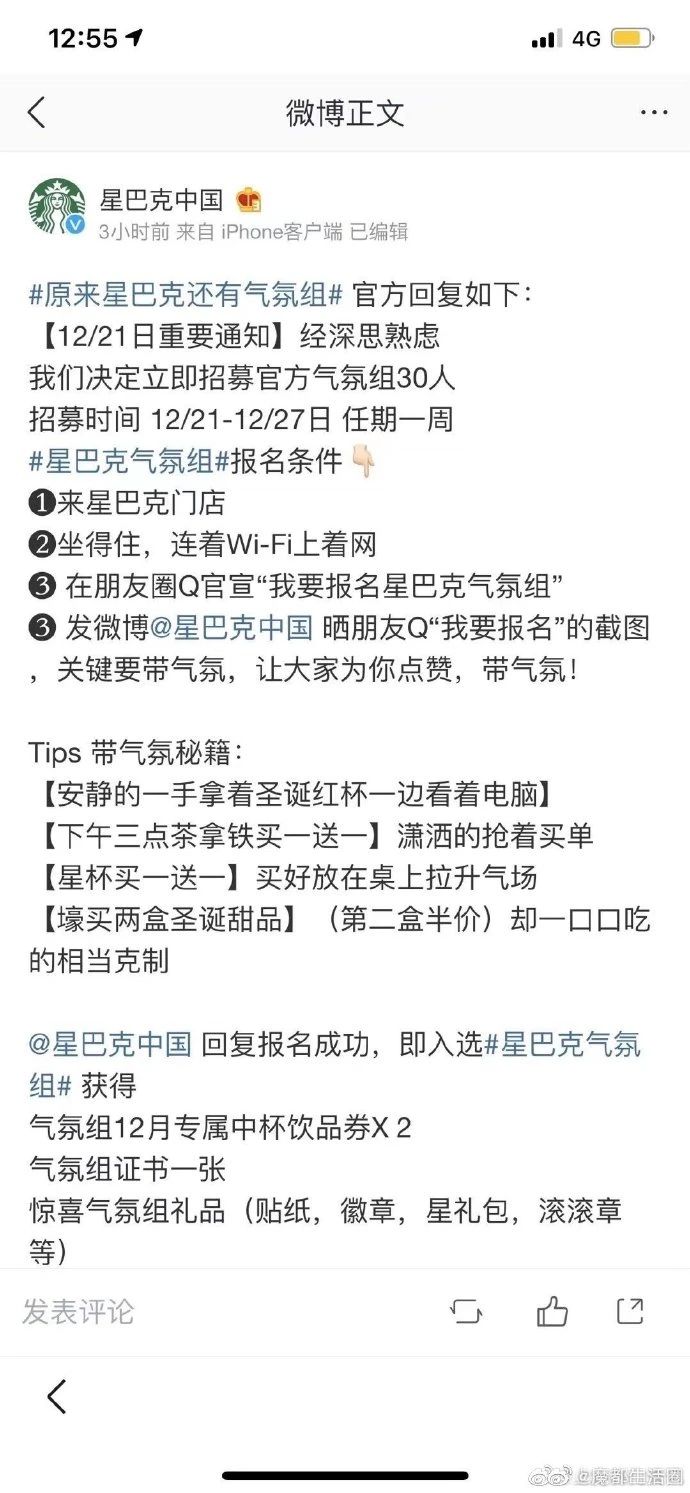 12:55
4G
微博正文
星巴克中国
3小时前 来自 iPhone客户端 已编辑
#原来星巴克还有气氛组# 官方回复如下：
【12/21日重要通知】经深思熟虑
我们决定立即招募官方气氛组30人
招募时间 12/21-12/27日 任期一周
#星巴克气氛组#报名条件👇🏻
❶来星巴克门店
❷坐得住，连着Wi-Fi上着网
❸ 在朋友圈Q官宣“我要报名星巴克气氛组”
❸ 发微博@星巴克中国 晒朋友Q“我要报名”的截图
，关键要带气氛，让大家为你点赞，带气氛！
Tips 带气氛秘籍：
【安静的一手拿着圣诞红杯一边看着电脑】
【下午三点茶拿铁买一送一】潇洒的抢着买单
【星杯买一送一】买好放在桌上拉升气场
【壕买两盒圣诞甜品】（第二盒半价）却一口口吃
的相当克制
@星巴克中国 回复报名成功，即入选#星巴克气氛
组# 获得
气氛组12月专属中杯饮品券X 2
气氛组证书一张
惊喜气氛组礼品（贴纸，徽章，星礼包，滚滚章
等）
发表评论
@魔都生活圈